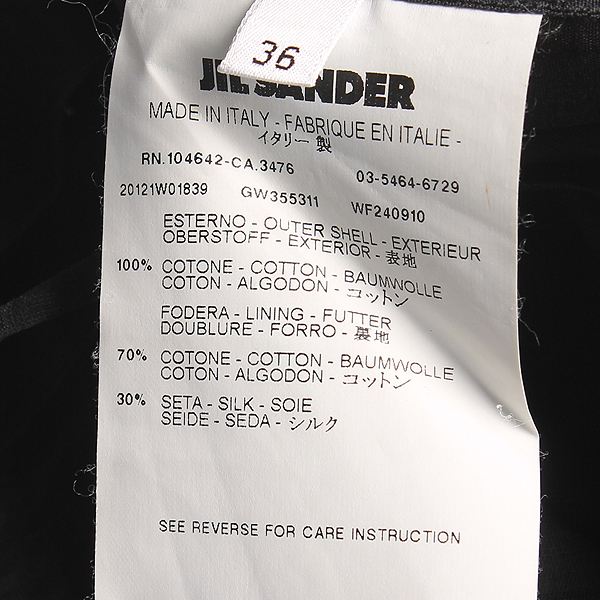 36
JIL SANDER
MADE IN ITALY - FABRIQUE EN ITALIE -
イタリー製
RN.104642-CA.3476 03-5464-6729
20121W01839 GW355311 WF240910
ESTERNO - OUTER SHELL - EXTERIEUR
OBERSTOFF - EXTERIOR - 表地
100% COTONE - COTTON - BAUMWOLLE
COTON - ALGODON - コットン
FODERA - LINING - FUTTER
DOUBLURE - FORRO - 裏地
70% COTONE - COTTON - BAUMWOLLE
COTON - ALGODON - コットン
30% SETA - SILK - SOIE
SEIDE - SEDA - シルク
SEE REVERSE FOR CARE INSTRUCTION